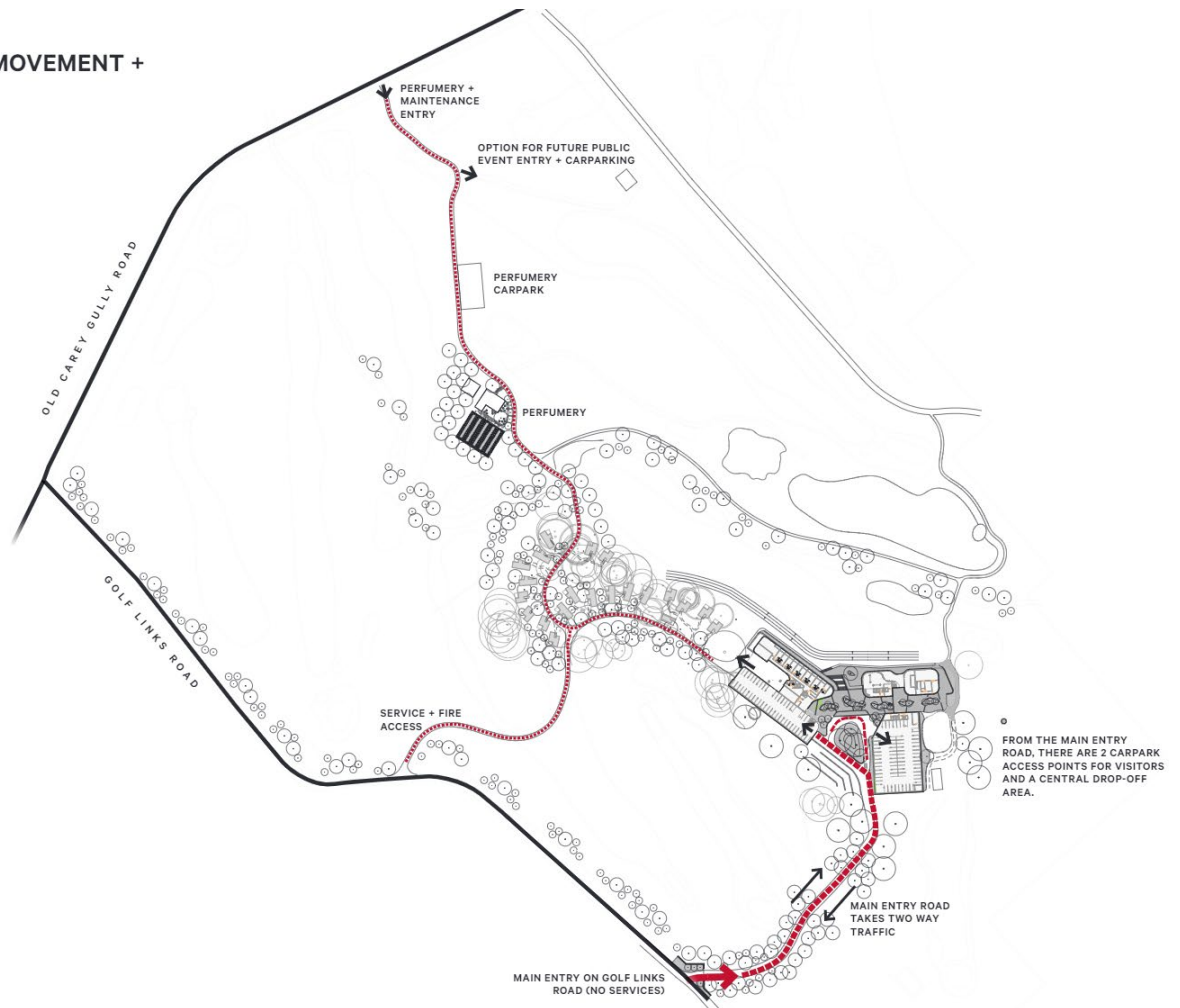 MOVEMENT +
PERFUMERY +
MAINTENANCE
ENTRY
OPTION FOR FUTURE PUBLIC
EVENT ENTRY + CARPARKING
OLD CAREY GULLY ROAD
PERFUMERY
CARPARK
PERFUMERY
GOLF LINKS ROAD
SERVICE + FIRE
ACCESS
FROM THE MAIN ENTRY
ROAD, THERE ARE 2 CARPARK
ACCESS POINTS FOR VISITORS
AND A CENTRAL DROP-OFF
AREA.
MAIN ENTRY ROAD
TAKES TWO WAY
TRAFFIC
MAIN ENTRY ON GOLF LINKS
ROAD (NO SERVICES)